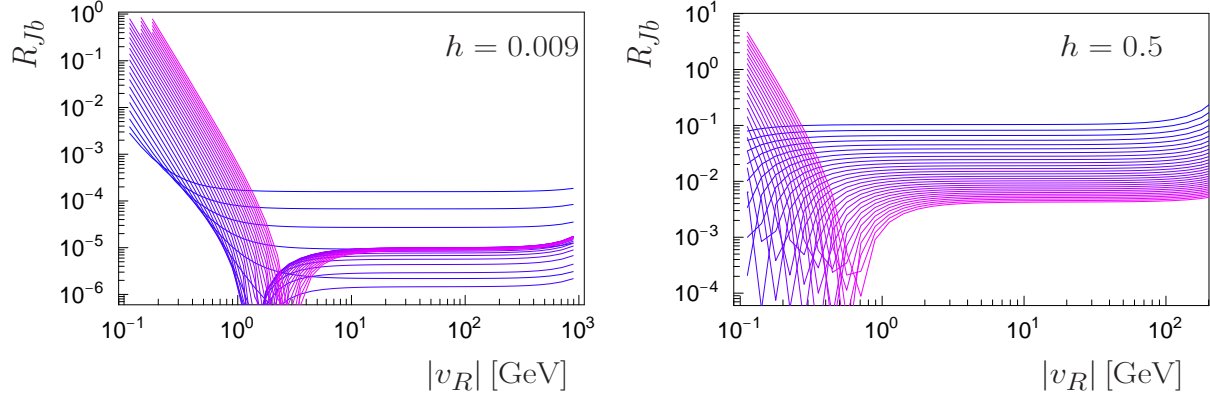 R_{Jb}
h = 0.009
10^0
10^{-1}
10^{-2}
10^{-3}
10^{-4}
10^{-5}
10^{-6}
10^{-1} 10^0 10^1 10^2 10^3
|v_R| [GeV]
R_{Jb}
h = 0.5
10^1
10^0
10^{-1}
10^{-2}
10^{-3}
10^{-4}
10^{-1} 10^0 10^1 10^2
|v_R| [GeV]